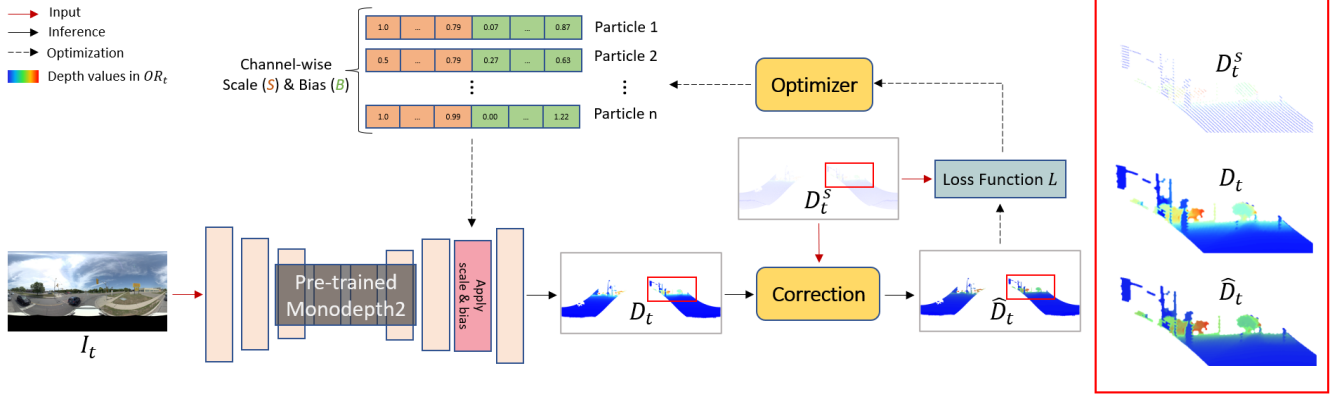 Input
Inference
Optimization
Depth values in OR_t
Channel-wise
Scale (S) & Bias (B)
1.0 ... 0.79 0.07 ... 0.87 Particle 1
0.5 ... 0.79 0.27 ... 0.63 Particle 2
⋮ ⋮
1.0 ... 0.99 0.00 ... 1.22 Particle n
Optimizer
D_t^s
Loss Function L
I_t
Pre-trained
Monodepth2
Apply
scale & bias
D_t
Correction
D̂_t
D_t^s
D_t
D̂_t